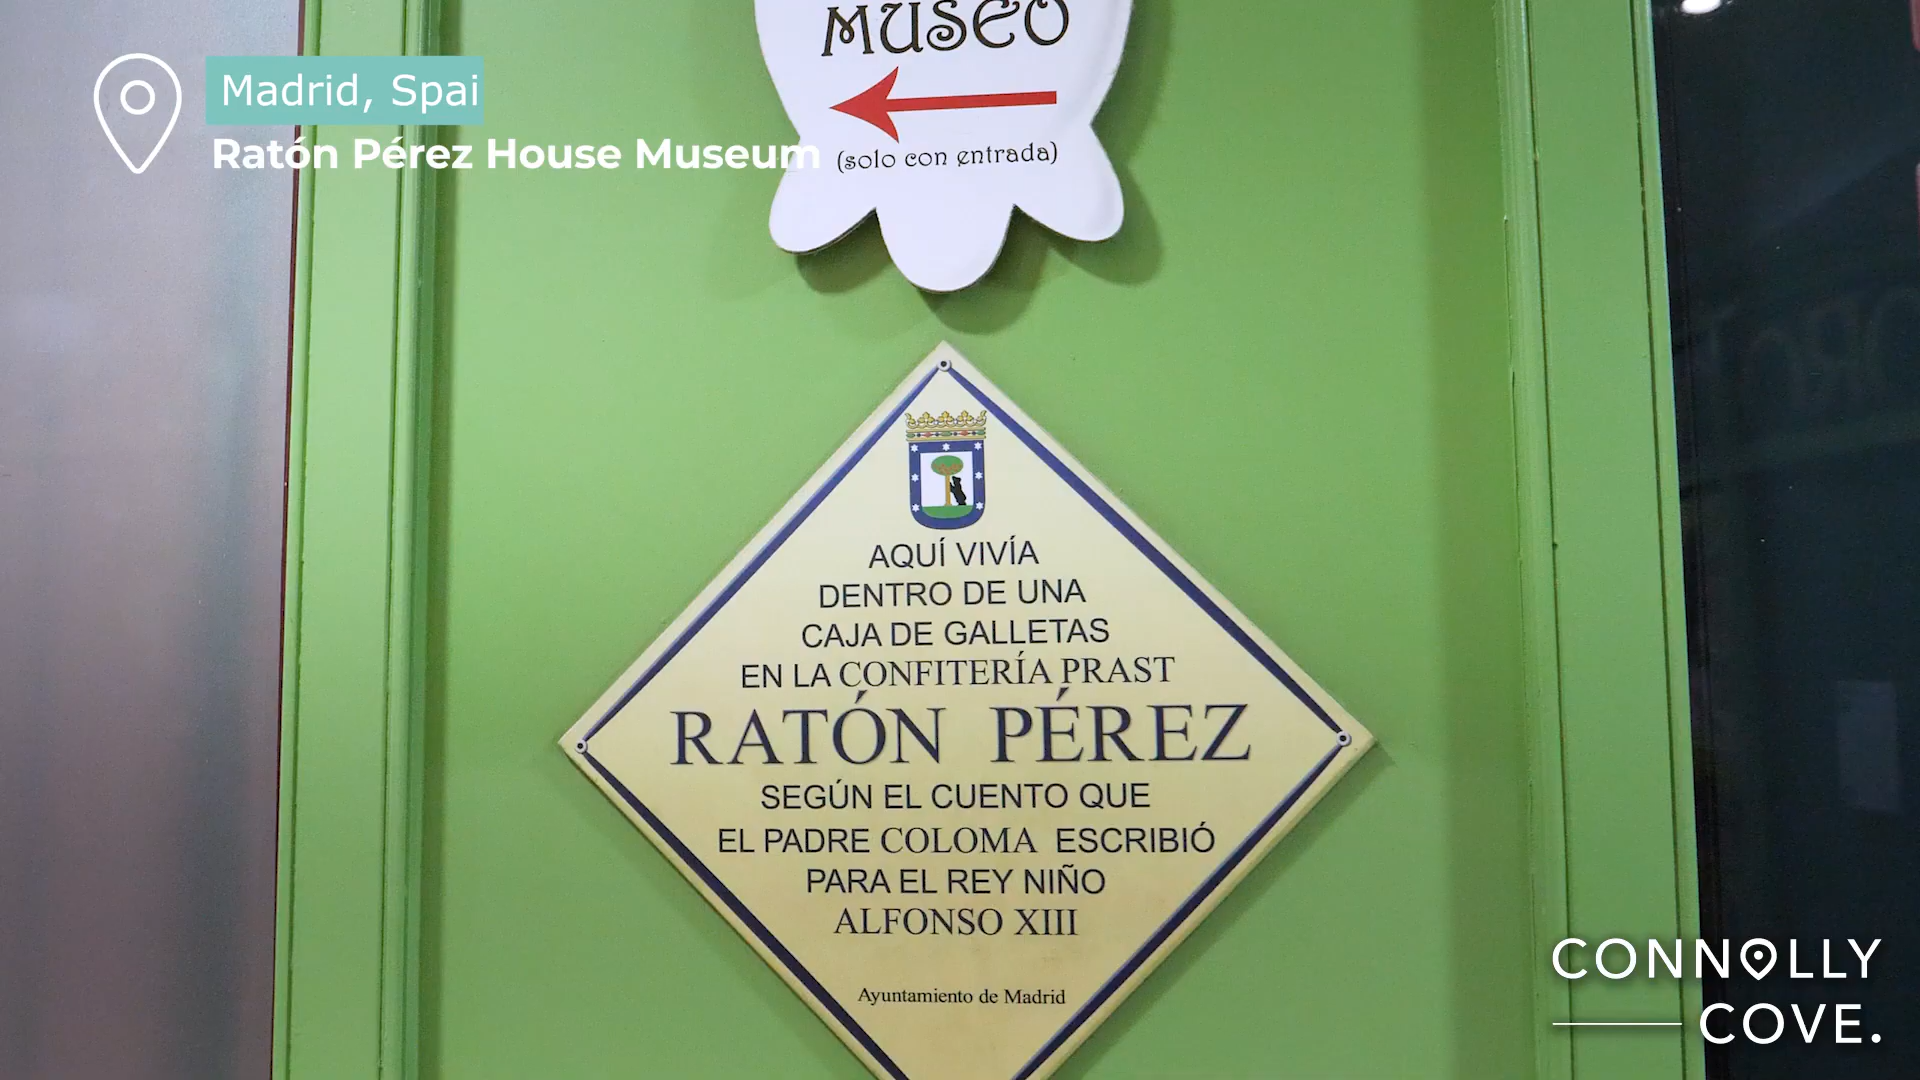 MUSEO
Madrid, Spai
Ratón Pérez House Museum
(solo con entrada)
AQUÍ VIVÍA
DENTRO DE UNA
CAJA DE GALLETAS
EN LA CONFITERÍA PRAST
RATÓN PÉREZ
SEGÚN EL CUENTO QUE
EL PADRE COLOMA ESCRIBIÓ
PARA EL REY NIÑO
ALFONSO XIII
Ayuntamiento de Madrid
CONNOLLY
COVE.